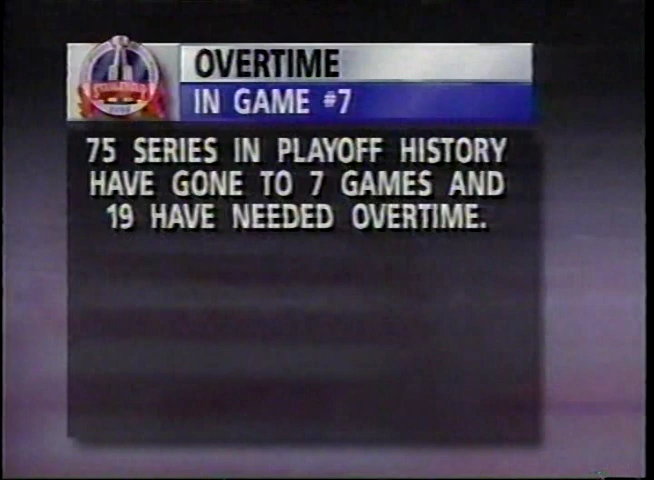 OVERTIME
IN GAME #7
75 SERIES IN PLAYOFF HISTORY
HAVE GONE TO 7 GAMES AND
19 HAVE NEEDED OVERTIME.